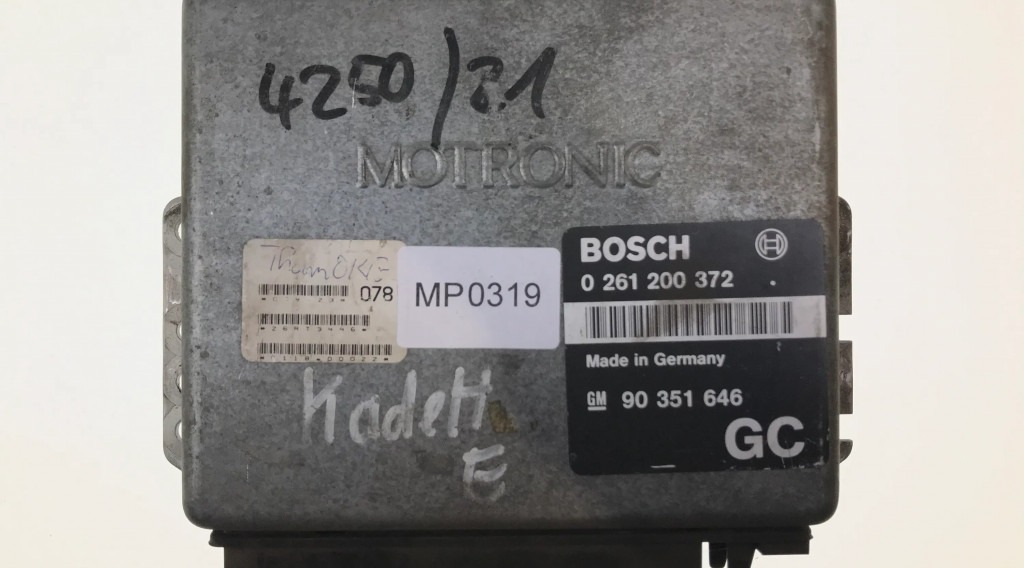 4250/2.1
MOTRONIC
078
MP0319
BOSCH
0 261 200 372
Made in Germany
GM 90 351 646
GC
Kadett
E